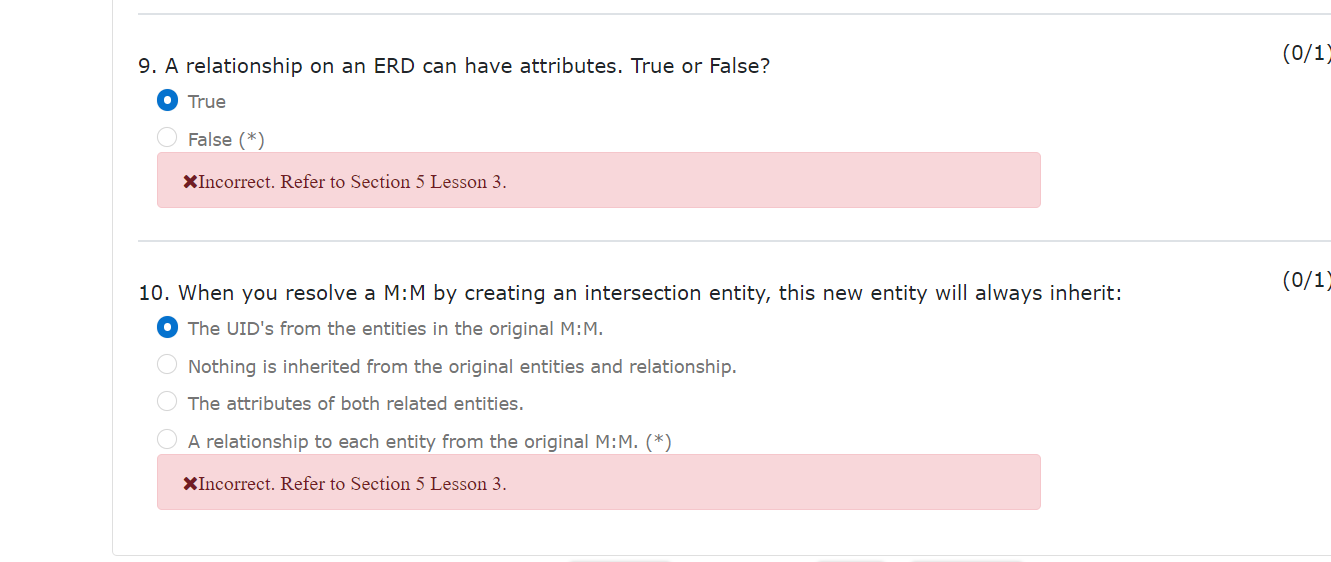 (0/1)
9. A relationship on an ERD can have attributes. True or False?
True
False (*)
✖Incorrect. Refer to Section 5 Lesson 3.
(0/1)
10. When you resolve a M:M by creating an intersection entity, this new entity will always inherit:
The UID's from the entities in the original M:M.
Nothing is inherited from the original entities and relationship.
The attributes of both related entities.
A relationship to each entity from the original M:M. (*)
✖Incorrect. Refer to Section 5 Lesson 3.